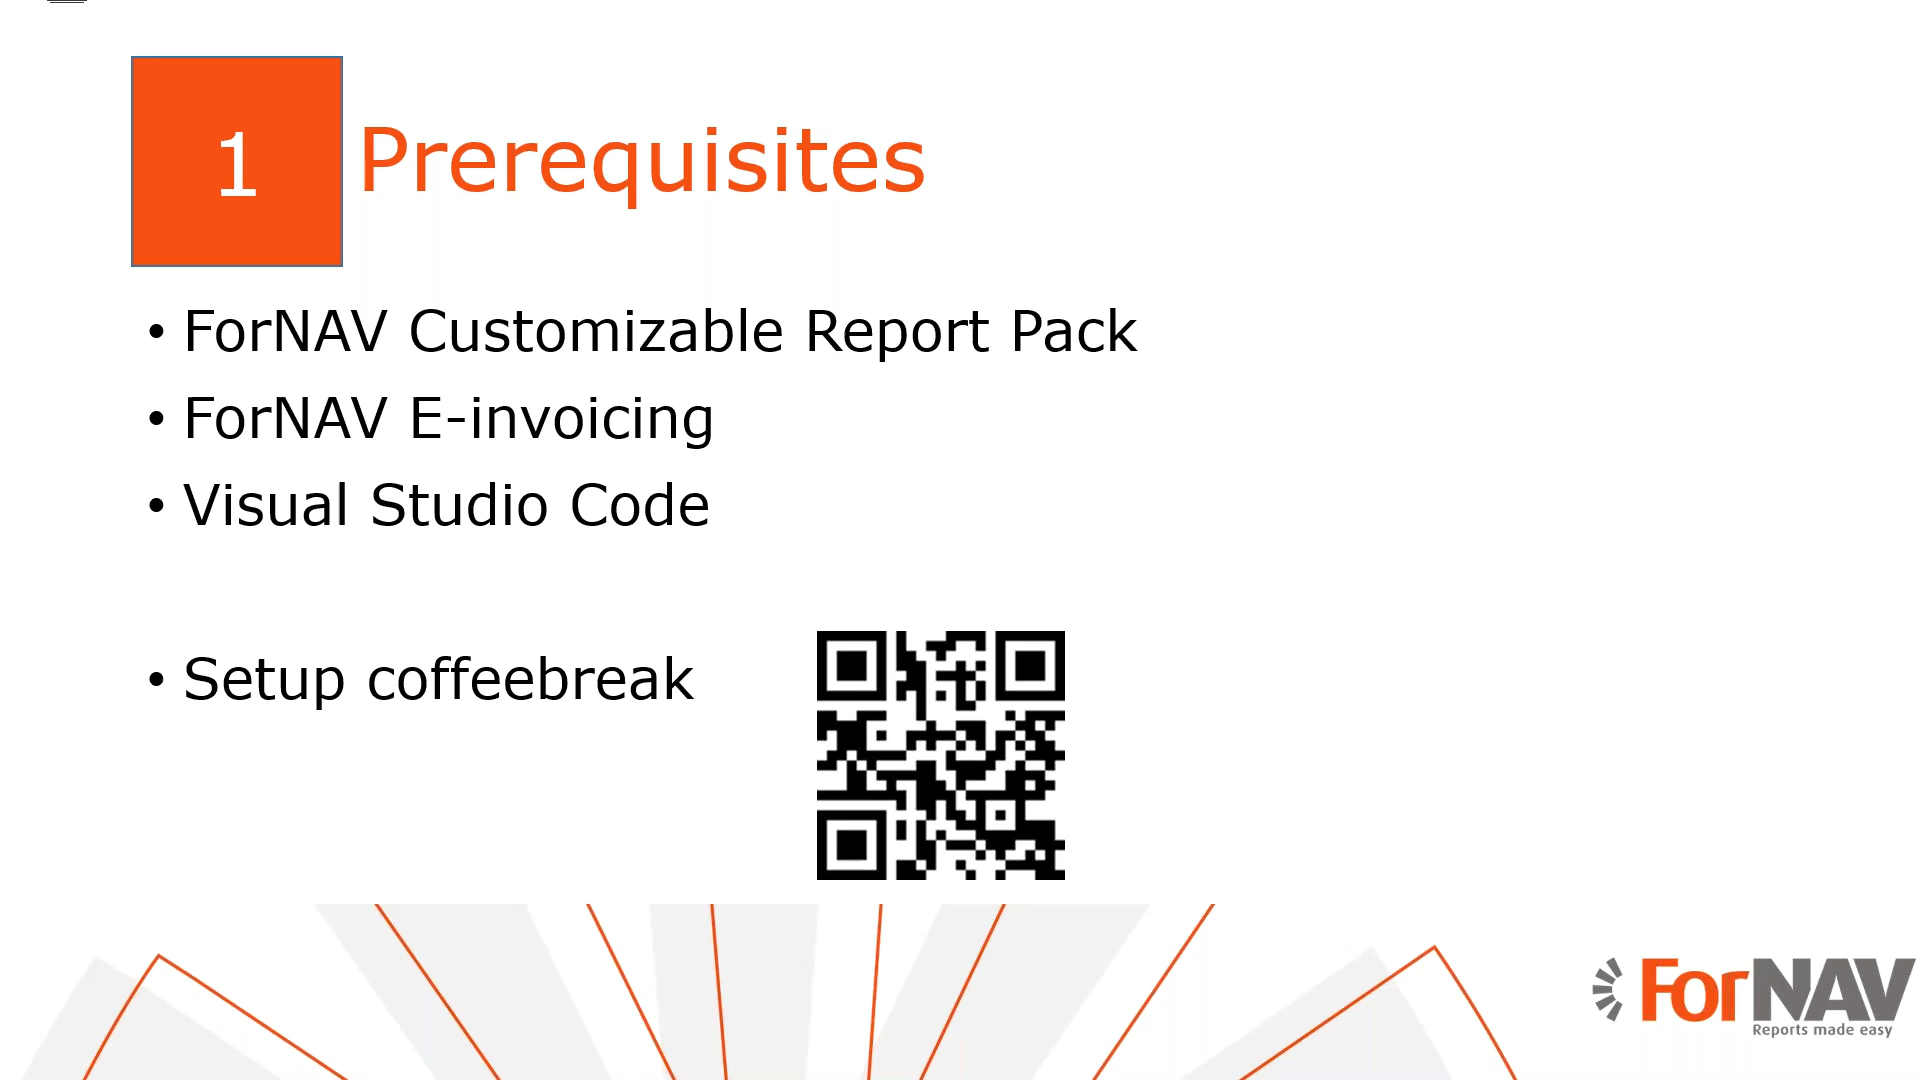 1
Prerequisites
• ForNAV Customizable Report Pack
• ForNAV E-invoicing
• Visual Studio Code
• Setup coffeebreak
ForNAV
Reports made easy